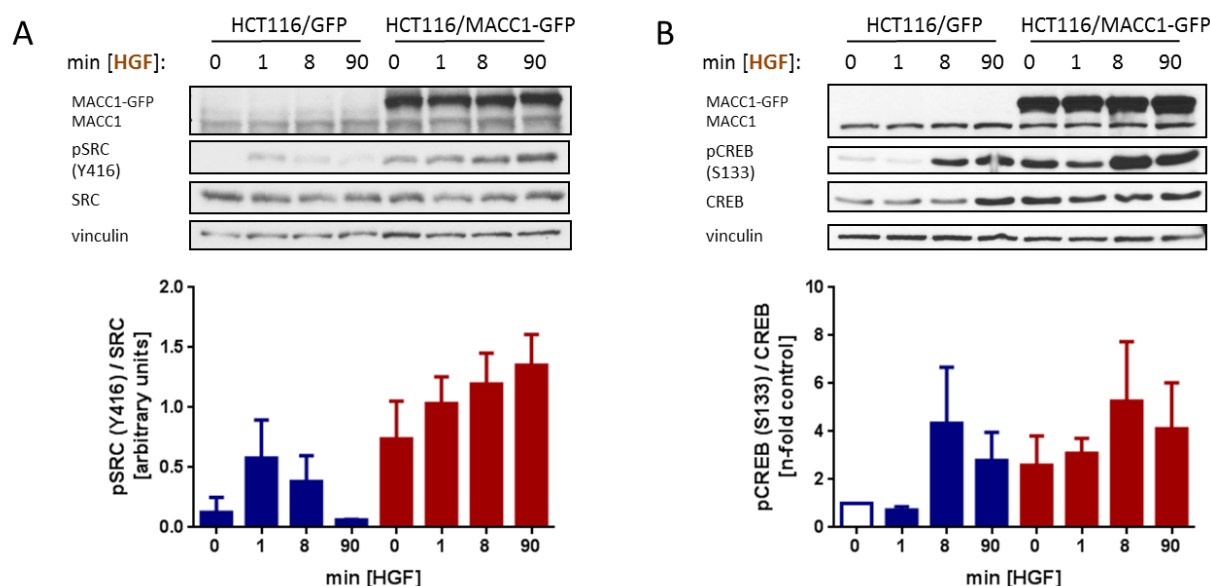 A
HCT116/GFP HCT116/MACC1-GFP
min [HGF]: 0 1 8 90 0 1 8 90
MACC1-GFP
MACC1
pSRC
(Y416)
SRC
vinculin
pSRC (Y416) / SRC
[arbitrary units]
2.0
1.5
1.0
0.5
0.0
0 1 8 90 0 1 8 90
min [HGF]
B
HCT116/GFP HCT116/MACC1-GFP
min [HGF]: 0 1 8 90 0 1 8 90
MACC1-GFP
MACC1
pCREB
(S133)
CREB
vinculin
pCREB (S133) / CREB
[n-fold control]
10
8
6
4
2
0
0 1 8 90 0 1 8 90
min [HGF]